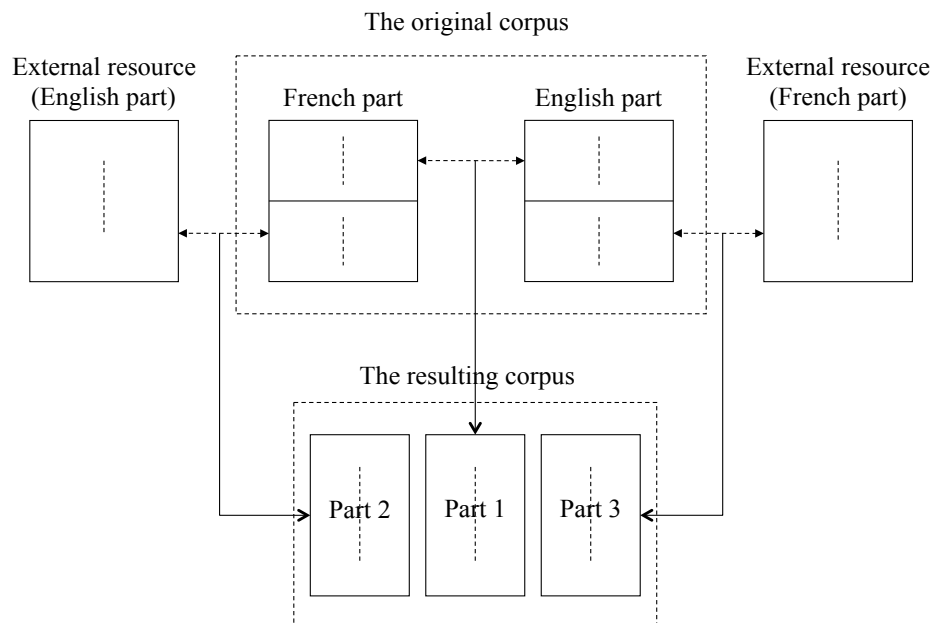 The original corpus
External resource
(English part)
French part
English part
External resource
(French part)
The resulting corpus
Part 2
Part 1
Part 3